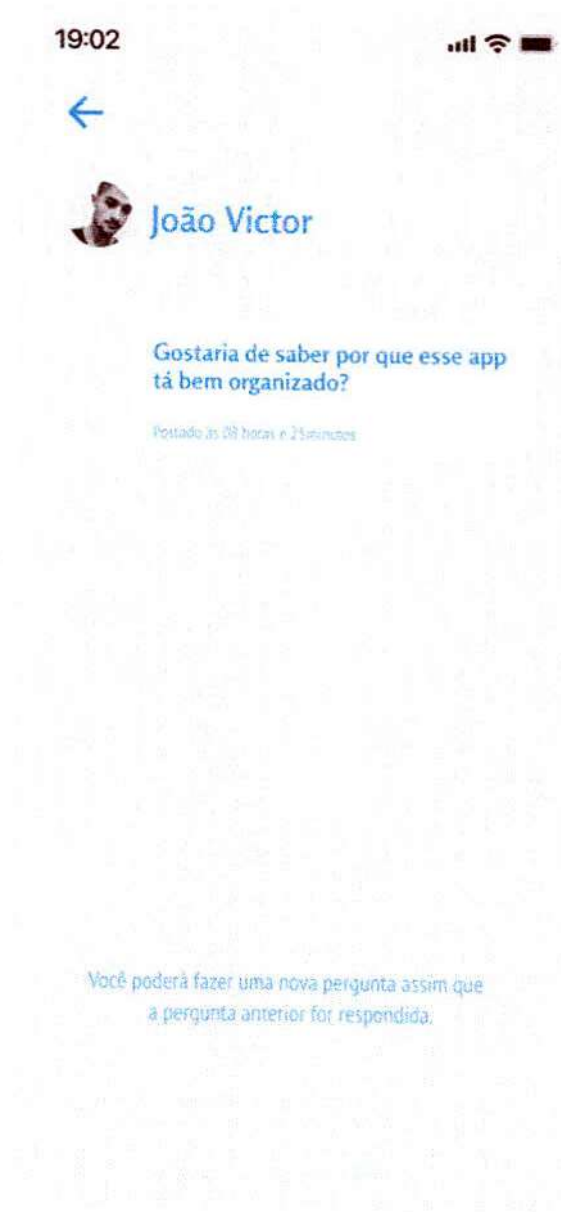 19:02
João Victor
Gostaria de saber por que esse app
tá bem organizado?
Postado às 08 horas e 25minutos
Você poderá fazer uma nova pergunta assim que
a pergunta anterior for respondida.